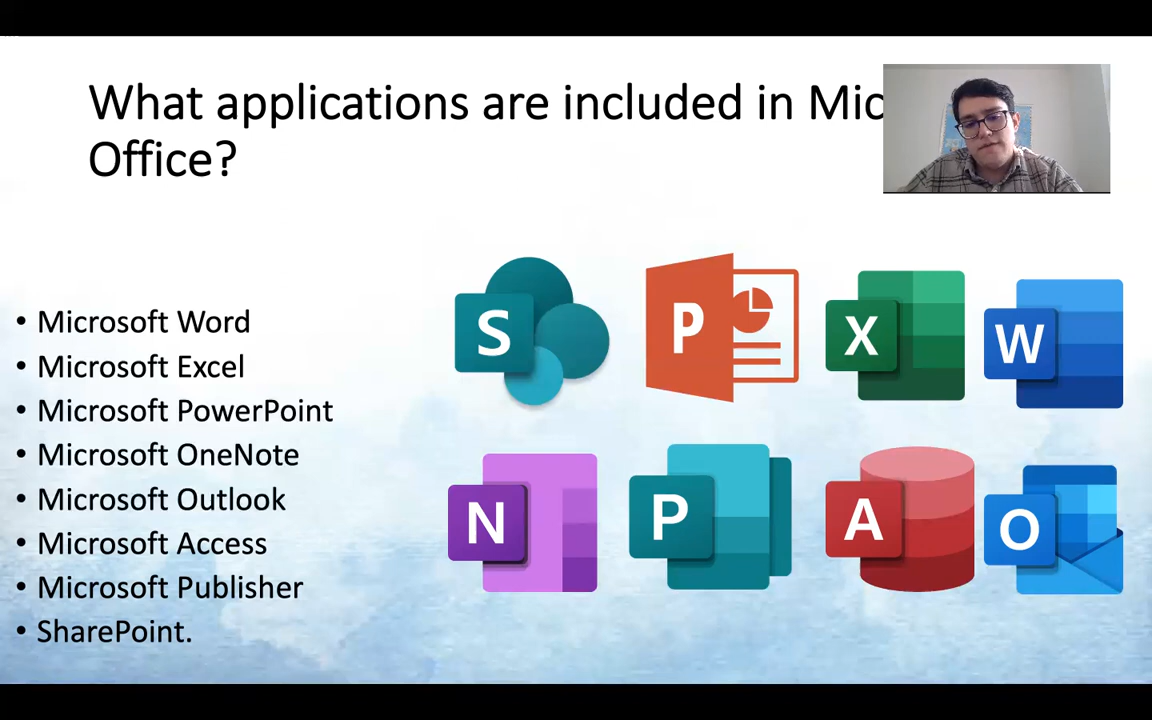 What applications are included in Mic
Office?
• Microsoft Word
• Microsoft Excel
• Microsoft PowerPoint
• Microsoft OneNote
• Microsoft Outlook
• Microsoft Access
• Microsoft Publisher
• SharePoint.
S
P
X
W
N
P
A
O